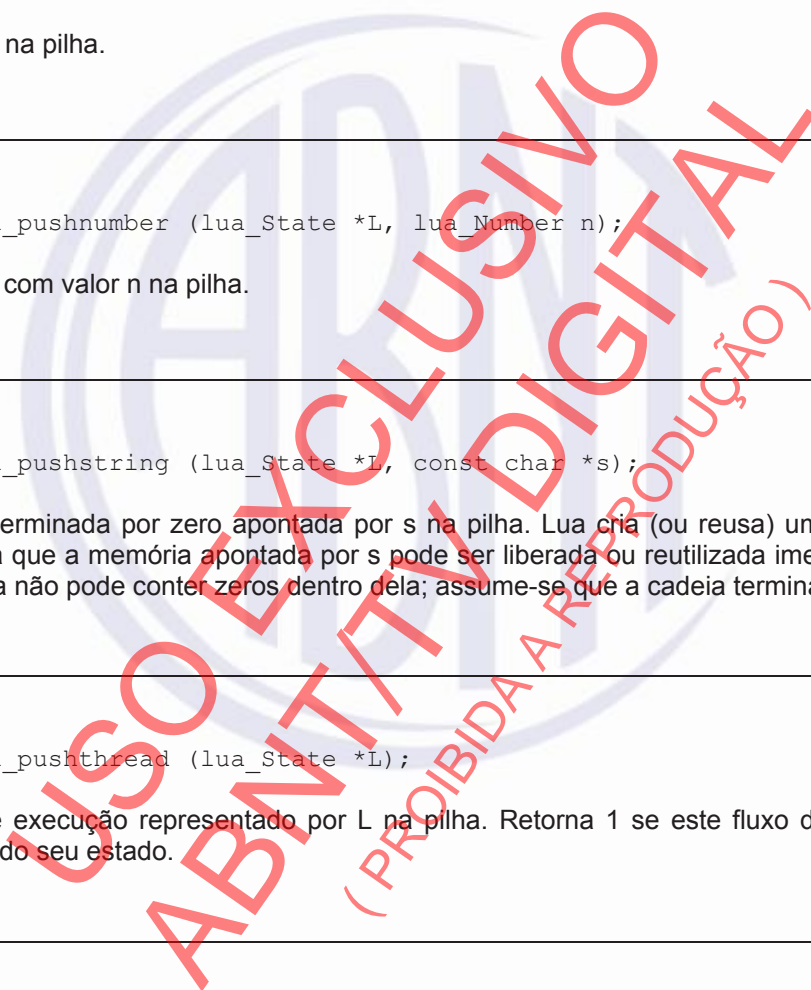 na pilha.
_pushnumber (lua_State *L, lua_Number n);
com valor n na pilha.
_pushstring (lua_State *L, const char *s);
erminada por zero apontada por s na pilha. Lua cria (ou reusa) um
que a memória apontada por s pode ser liberada ou reutilizada ime
a não pode conter zeros dentro dela; assume-se que a cadeia termina
_pushthread (lua_State *L);
execução representado por L na pilha. Retorna 1 se este fluxo d
do seu estado.
USO EXCLUSIVO
ABNT/TV DIGITAL
( PROIBIDA A REPRODUÇÃO )
ABNT